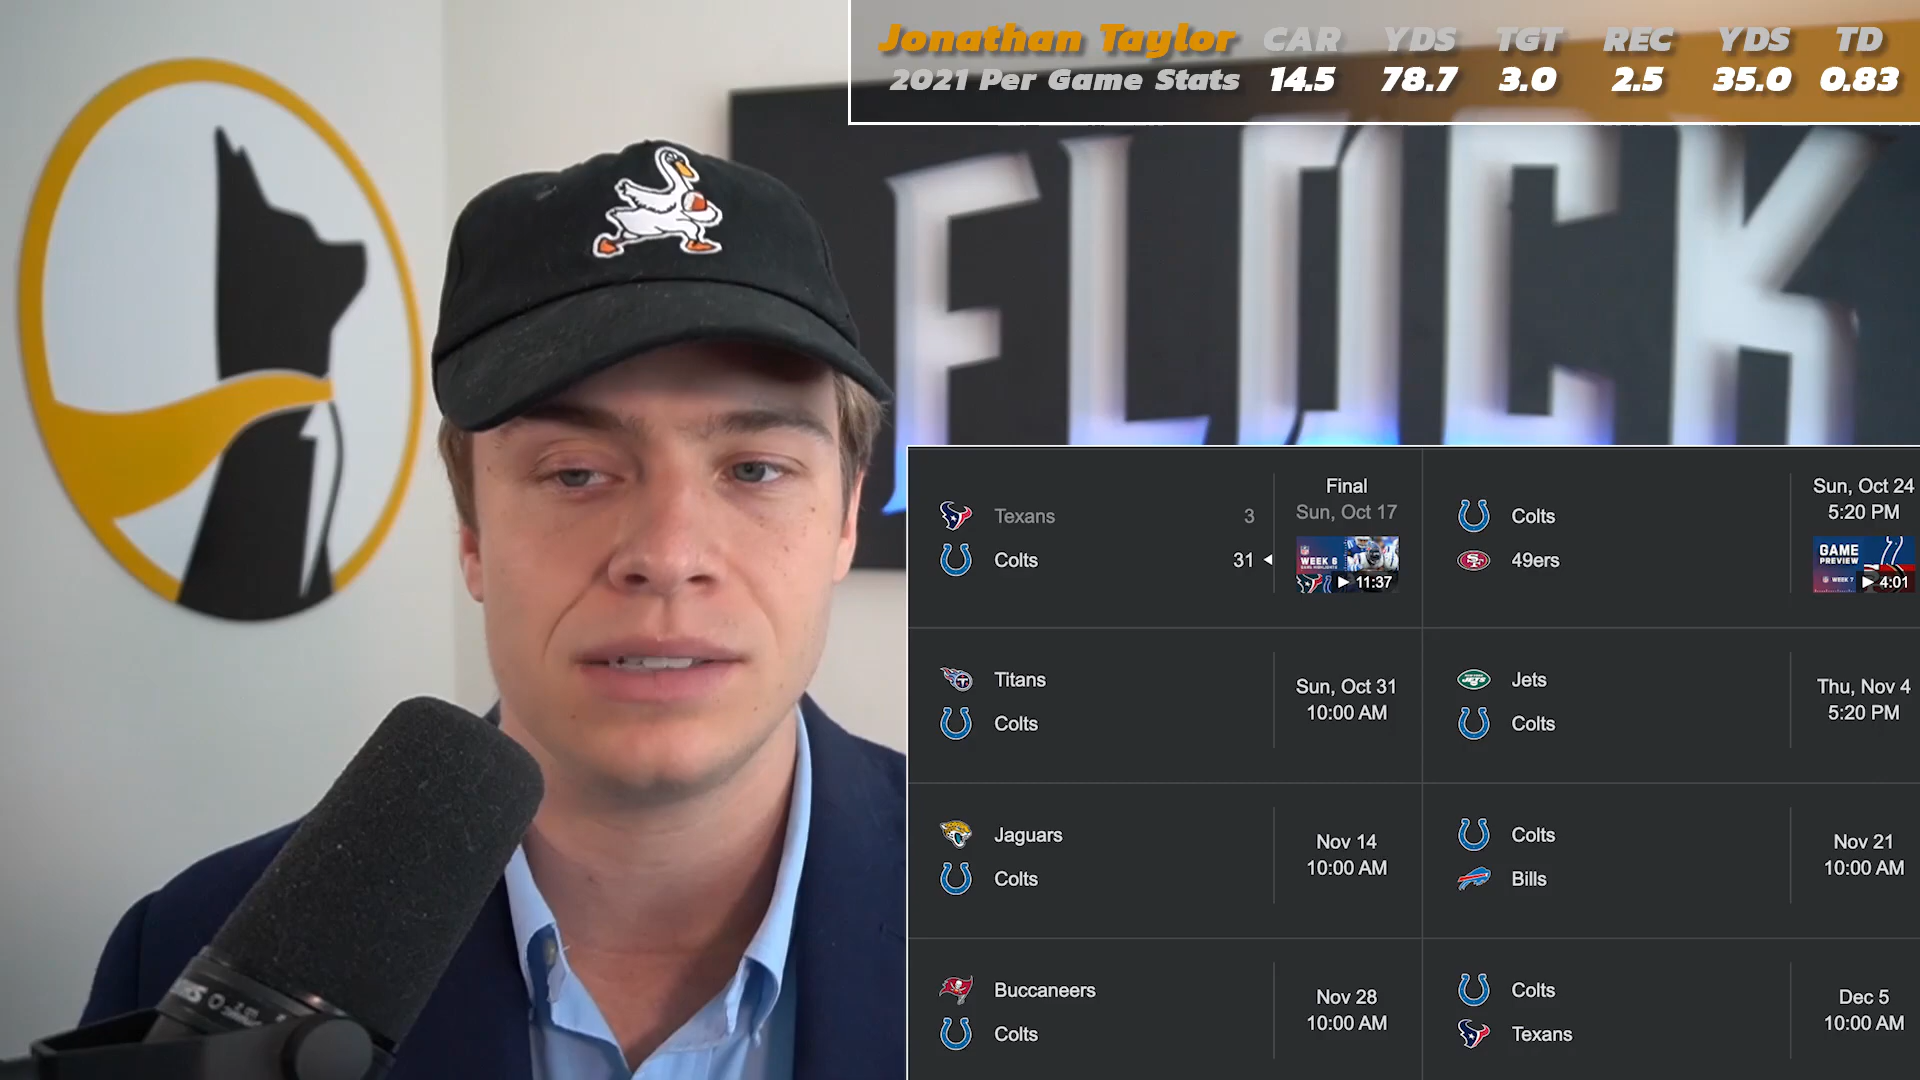 Jonathan Taylor CAR YDS TGT REC YDS TD
2021 Per Game Stats 14.5 78.7 3.0 2.5 35.0 0.83
FLOCK
Texans 3
Colts 31
Final
Sun, Oct 17
WEEK 6
11:37
Colts
49ers
Sun, Oct 24
5:20 PM
GAME
PREVIEW
WEEK 7
4:01
Titans
Colts
Sun, Oct 31
10:00 AM
Jets
Colts
Thu, Nov 4
5:20 PM
Jaguars
Colts
Nov 14
10:00 AM
Colts
Bills
Nov 21
10:00 AM
Buccaneers
Colts
Nov 28
10:00 AM
Colts
Texans
Dec 5
10:00 AM